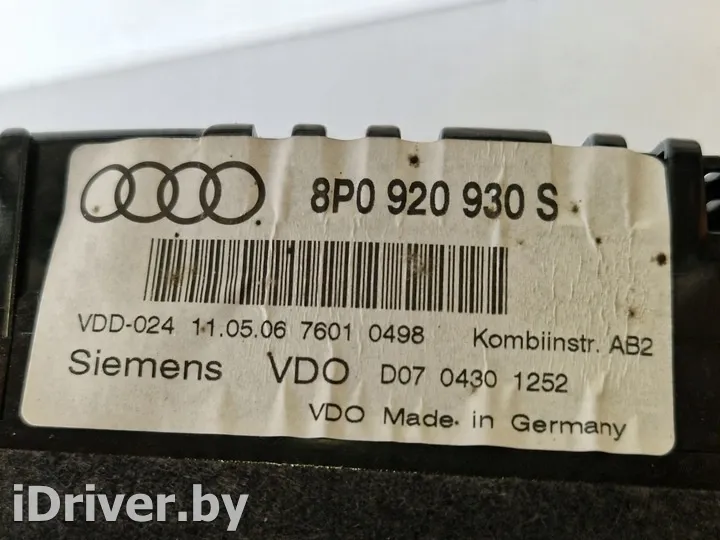 8P0 920 930 S
VDD-024 11.05.06 7601 0498 Kombiinstr. AB2
Siemens VDO D07 0430 1252
VDO Made in Germany
iDriver.by